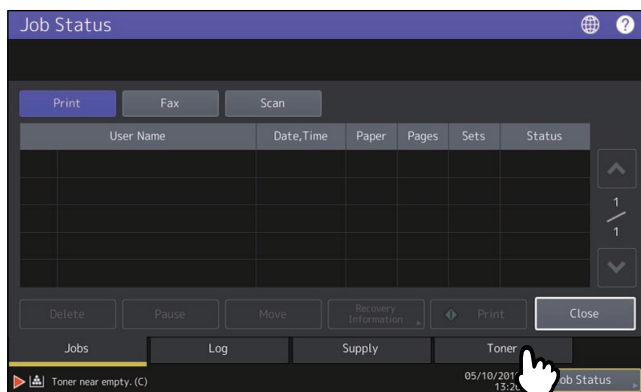 Job Status
?
Print Fax Scan
User Name Date,Time Paper Pages Sets Status
1
1
Delete Pause Move Recovery Information Print Close
Jobs Log Supply Toner
Toner near empty. (C) 05/10/201
13:2
ob Status